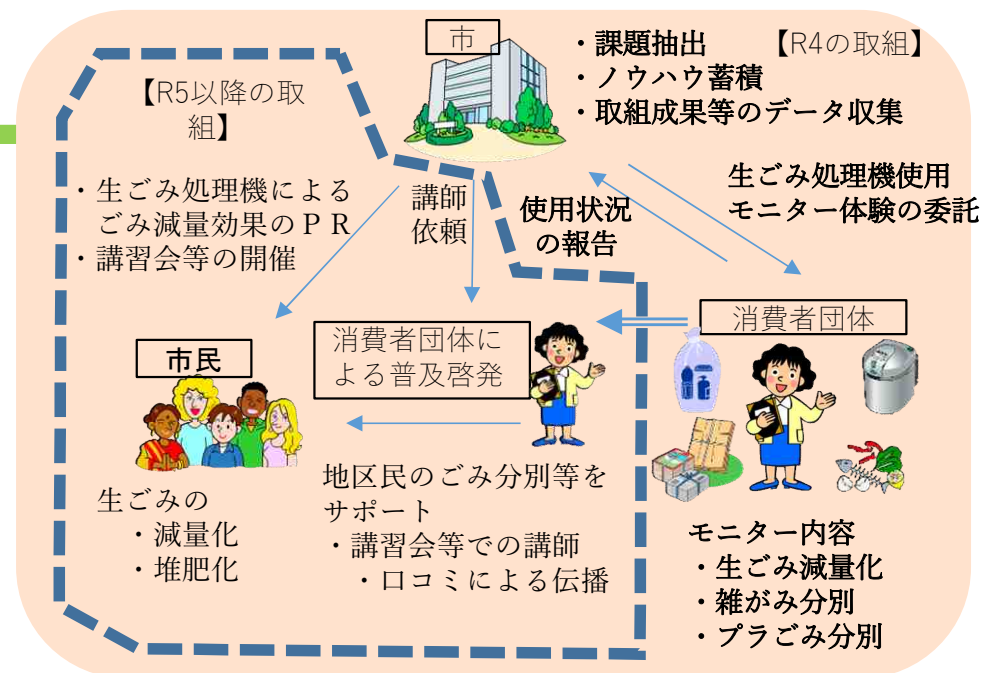 市
・課題抽出
【R4の取組】
・ノウハウ蓄積
・取組成果等のデータ収集
【R5以降の取
組】
・生ごみ処理機による
ごみ減量効果のＰＲ
・講習会等の開催
講師
依頼
使用状況
の報告
生ごみ処理機使用
モニター体験の委託
市民
消費者団体に
よる普及啓発
消費者団体
生ごみの
・減量化
・堆肥化
地区民のごみ分別等を
サポート
・講習会等での講師
・口コミによる伝播
モニター内容
・生ごみ減量化
・雑がみ分別
・プラごみ分別